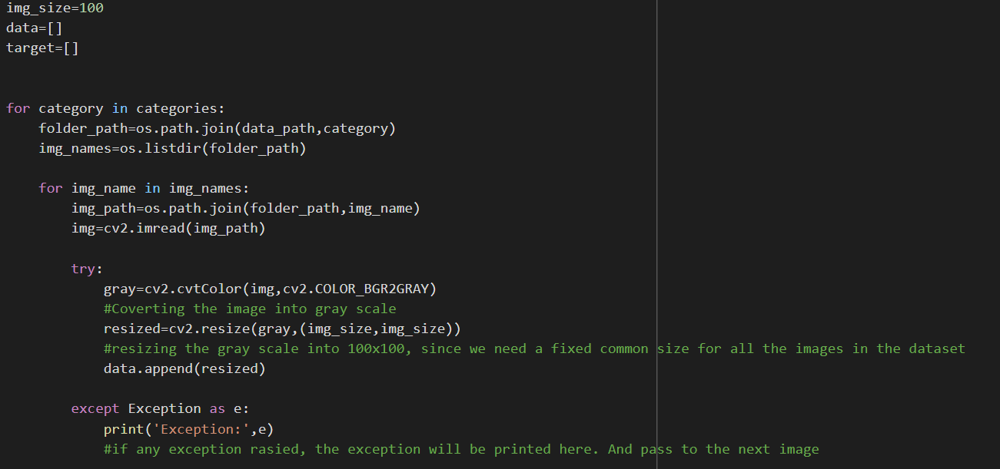 img_size=100
data=[]
target=[]
for category in categories:
    folder_path=os.path.join(data_path,category)
    img_names=os.listdir(folder_path)
    for img_name in img_names:
        img_path=os.path.join(folder_path,img_name)
        img=cv2.imread(img_path)
        try:
            gray=cv2.cvtColor(img,cv2.COLOR_BGR2GRAY)
            #Coverting the image into gray scale
            resized=cv2.resize(gray,(img_size,img_size))
            #resizing the gray scale into 100x100, since we need a fixed common size for all the images in the dataset
            data.append(resized)
        except Exception as e:
            print('Exception:',e)
            #if any exception rasied, the exception will be printed here. And pass to the next image